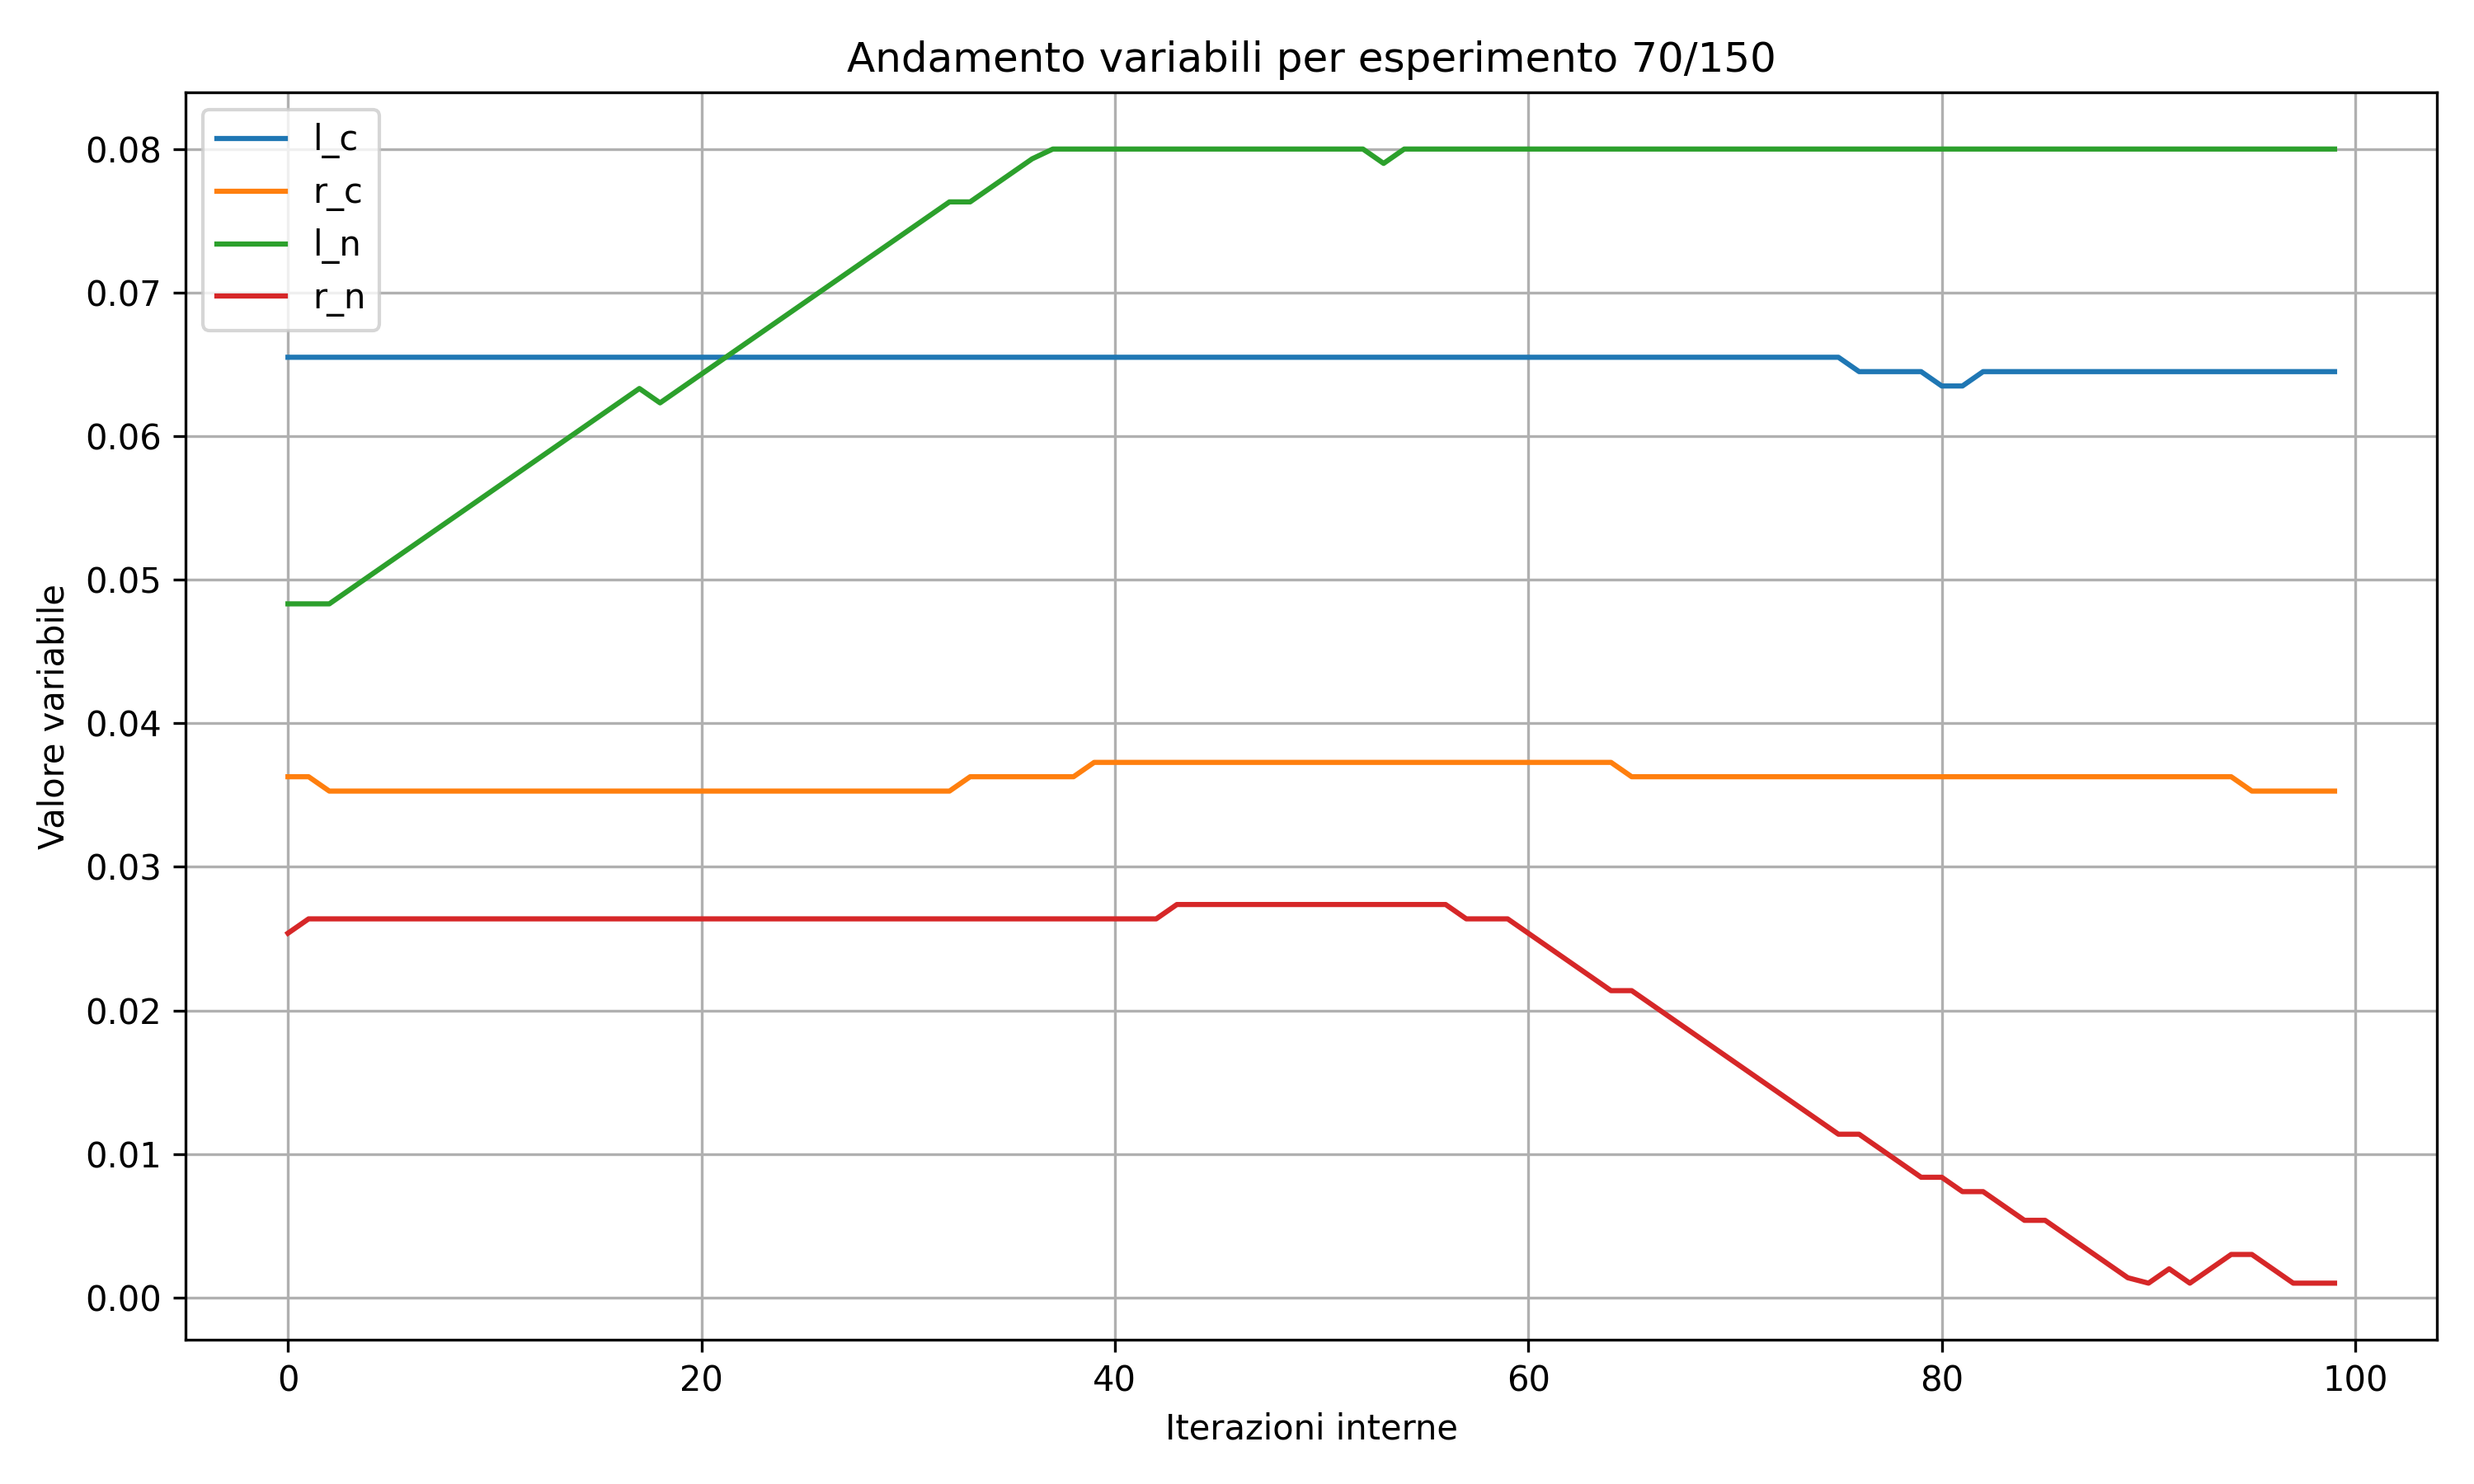 Andamento variabili per esperimento 70/150
l_c
r_c
l_n
r_n
0.08
0.07
0.06
0.05
0.04
0.03
0.02
0.01
0.00
Valore variabile
0 20 40 60 80 100
Iterazioni interne